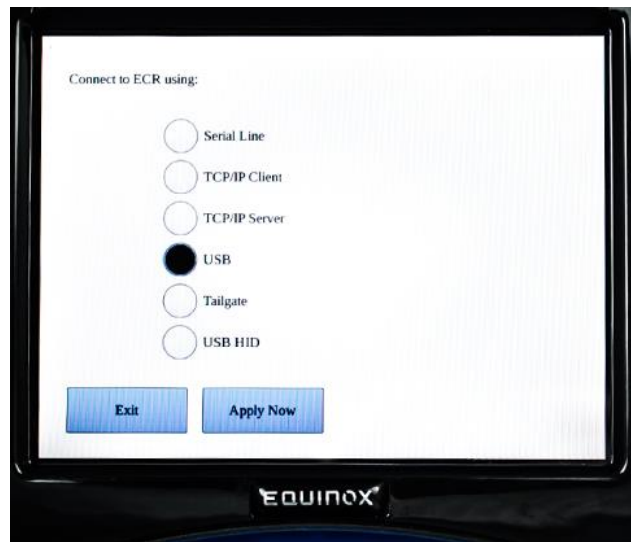 Connect to ECR using:
Serial Line
TCP/IP Client
TCP/IP Server
USB
Tailgate
USB HID
Exit Apply Now
EQUINOX